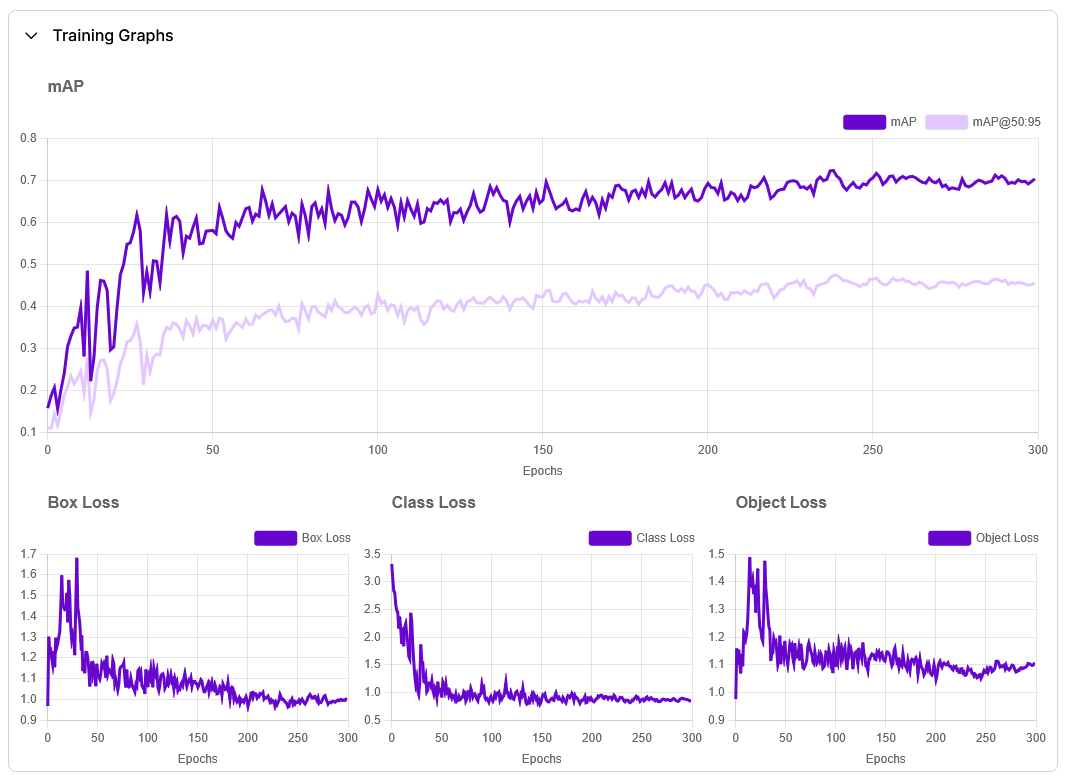 Training Graphs
mAP
mAP mAP@50:95
0.8
0.7
0.6
0.5
0.4
0.3
0.2
0.1
0 50 100 150 200 250 300
Epochs
Box Loss
Box Loss
1.7
1.6
1.5
1.4
1.3
1.2
1.1
1.0
0.9
0 50 100 150 200 250 300
Epochs
Class Loss
Class Loss
3.5
3.0
2.5
2.0
1.5
1.0
0.5
0 50 100 150 200 250 300
Epochs
Object Loss
Object Loss
1.5
1.4
1.3
1.2
1.1
1.0
0.9
0 50 100 150 200 250 300
Epochs